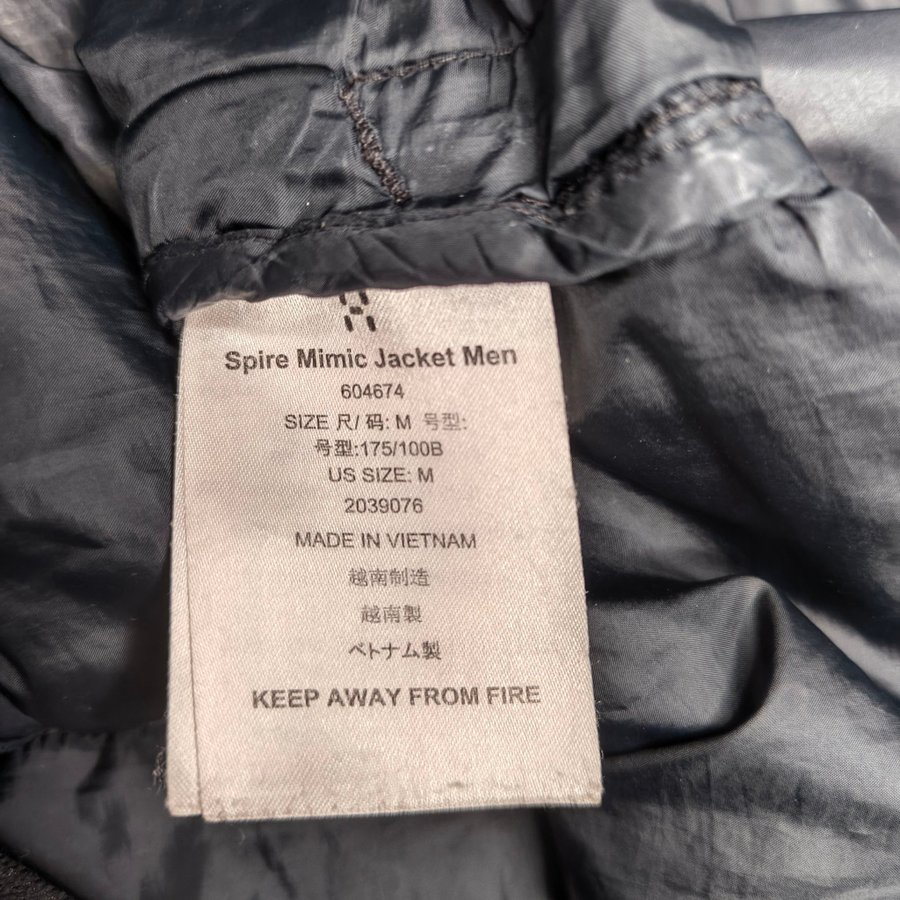 Spire Mimic Jacket Men
604674
SIZE 尺/ 码: M 号型:
号型:175/100B
US SIZE: M
2039076
MADE IN VIETNAM
越南制造
越南製
ベトナム製
KEEP AWAY FROM FIRE